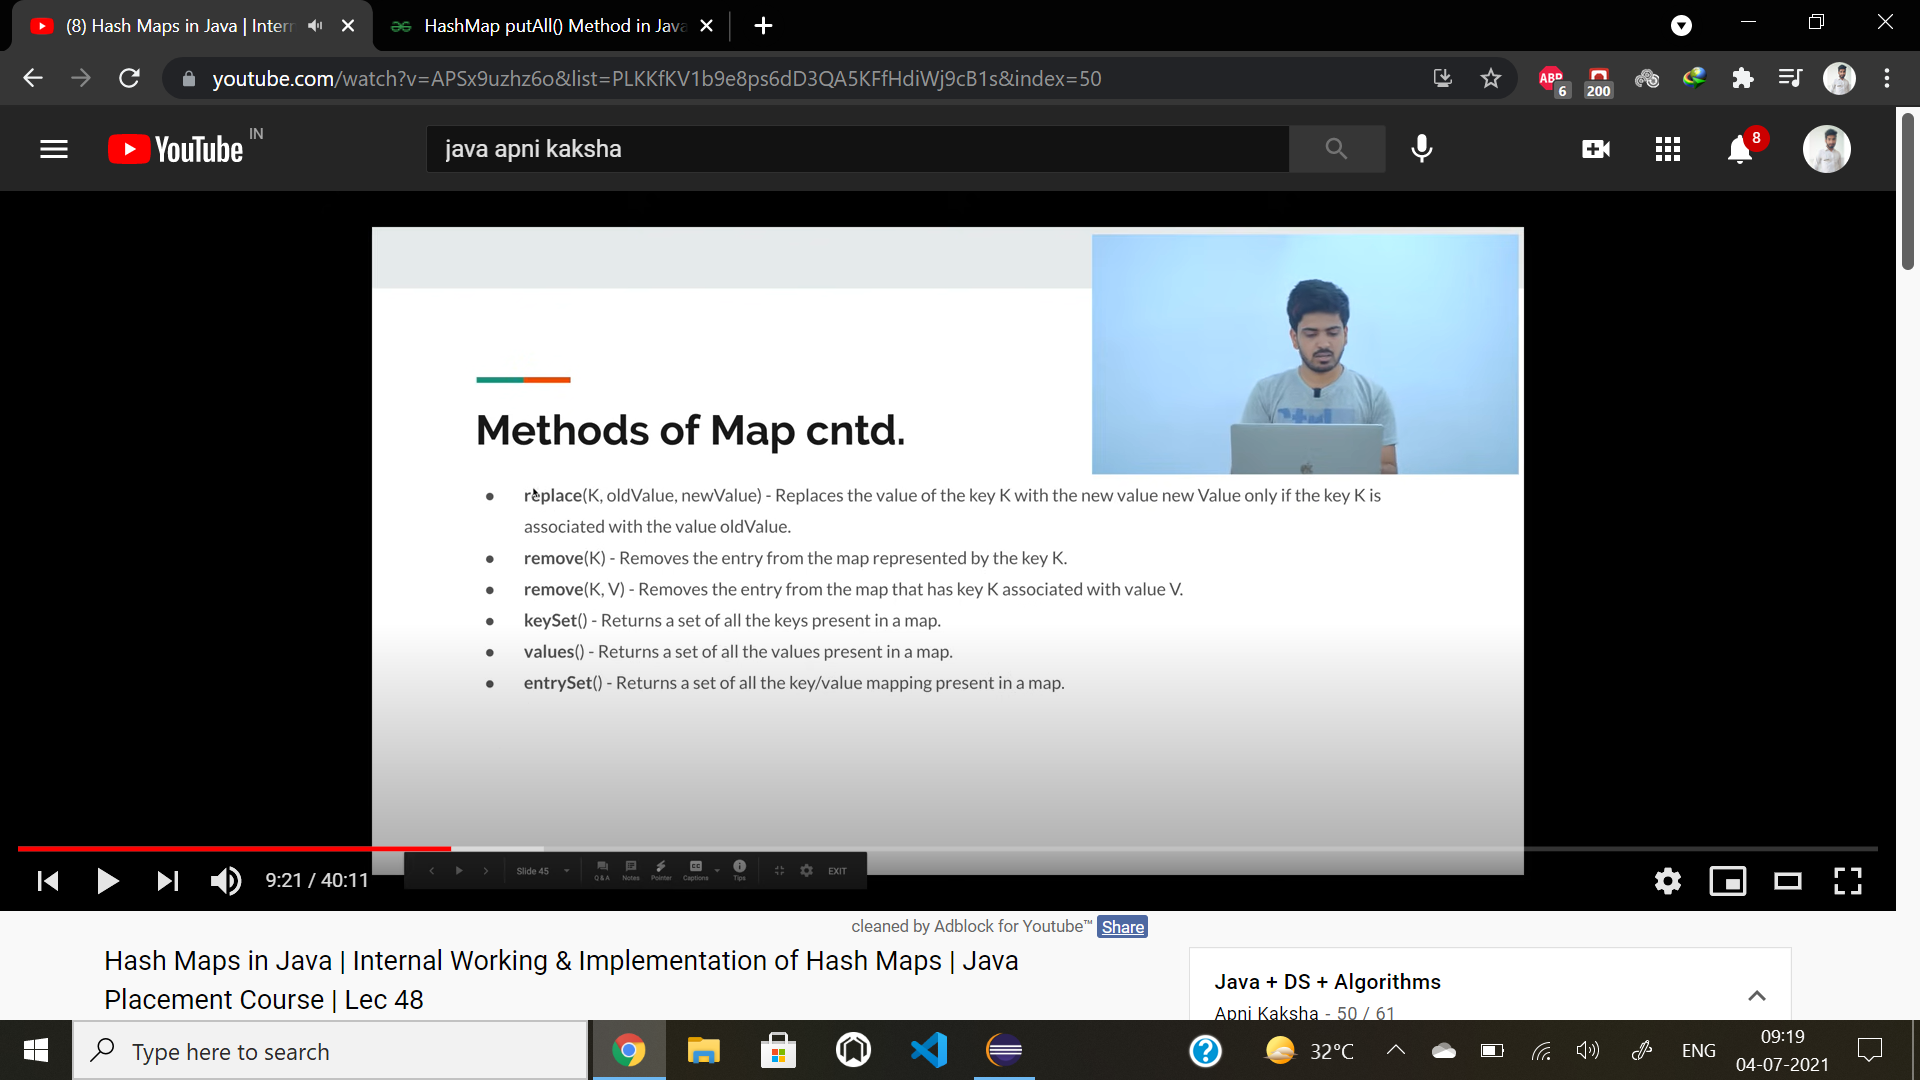 (8) Hash Maps in Java | Intern
HashMap putAll() Method in Java
youtube.com/watch?v=APSx9uzhz6o&list=PLKKfKV1b9e8ps6dD3QA5KFfHdiWj9cB1s&index=50
ABP
6
200
YouTube IN
java apni kaksha
8
Methods of Map cntd.
● replace(K, oldValue, newValue) - Replaces the value of the key K with the new value new Value only if the key K is
associated with the value oldValue.
● remove(K) - Removes the entry from the map represented by the key K.
● remove(K, V) - Removes the entry from the map that has key K associated with value V.
● keySet() - Returns a set of all the keys present in a map.
● values() - Returns a set of all the values present in a map.
● entrySet() - Returns a set of all the key/value mapping present in a map.
9:21 / 40:11
Slide 45
Q&A Notes Pointer Captions Tips
EXIT
cleaned by Adblock for Youtube™ Share
Hash Maps in Java | Internal Working & Implementation of Hash Maps | Java
Placement Course | Lec 48
Java + DS + Algorithms
Apni Kaksha - 50 / 61
Type here to search
32°C
ENG
09:19
04-07-2021